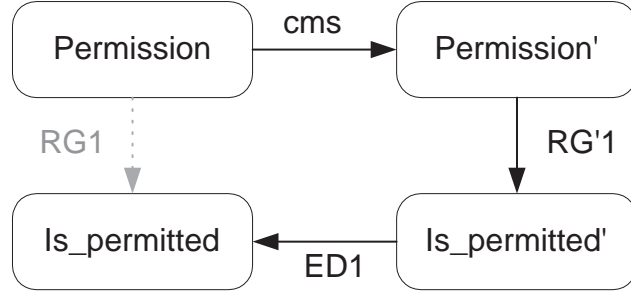 cms
Permission
Permission'
RG1
RG'1
Is_permitted
Is_permitted'
ED1